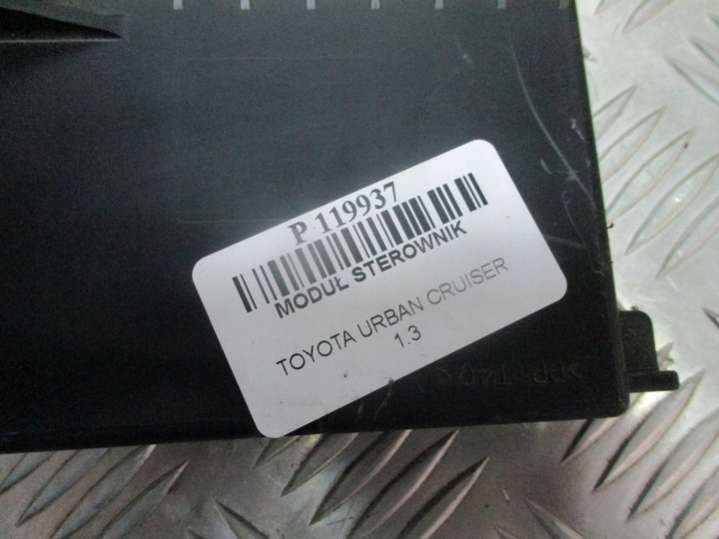 P 119937
MODUŁ STEROWNIK
TOYOTA URBAN CRUISER
1.3